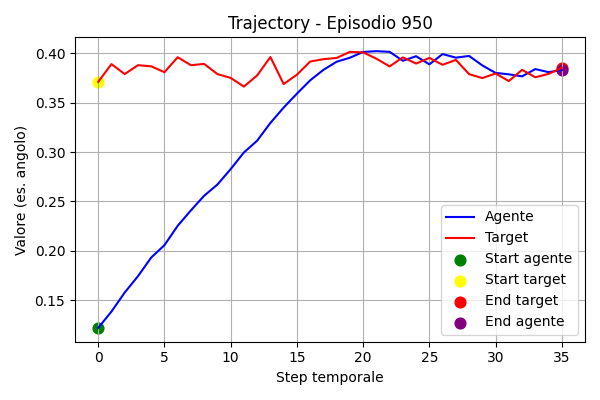 Trajectory - Episodio 950
Valore (es. angolo)
0.40
0.35
0.30
0.25
0.20
0.15
0
5
10
15
20
25
30
35
Step temporale
Agente
Target
Start agente
Start target
End target
End agente